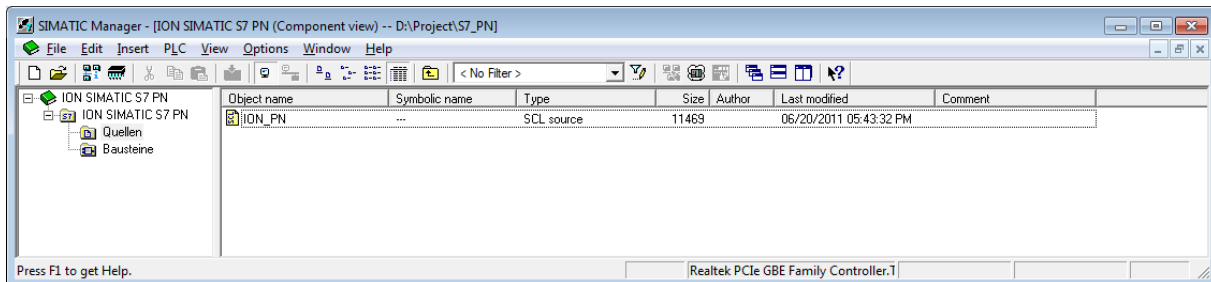 SIMATIC Manager - [ION SIMATIC S7 PN (Component view) -- D:\Project\S7_PN]
File Edit Insert PLC View Options Window Help
< No Filter >
ION SIMATIC S7 PN
ION SIMATIC S7 PN
Quellen
Bausteine
Object name Symbolic name Type Size Author Last modified Comment
ION_PN --- SCL source 11469 06/20/2011 05:43:32 PM
Press F1 to get Help. Realtek PCIe GBE Family Controller.T